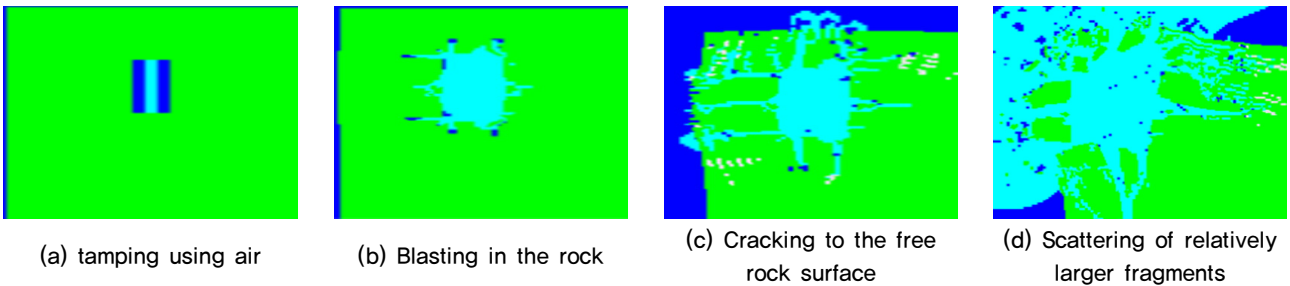 (a) tamping using air
(b) Blasting in the rock
(c) Cracking to the free
rock surface
(d) Scattering of relatively
larger fragments